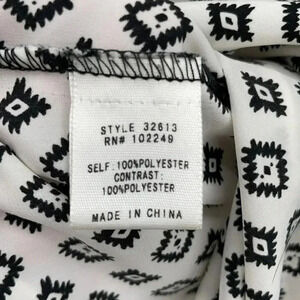 STYLE 32613
RN# 102249
SELF: 100%POLYESTER
CONTRAST:
100%POLYESTER
MADE IN CHINA